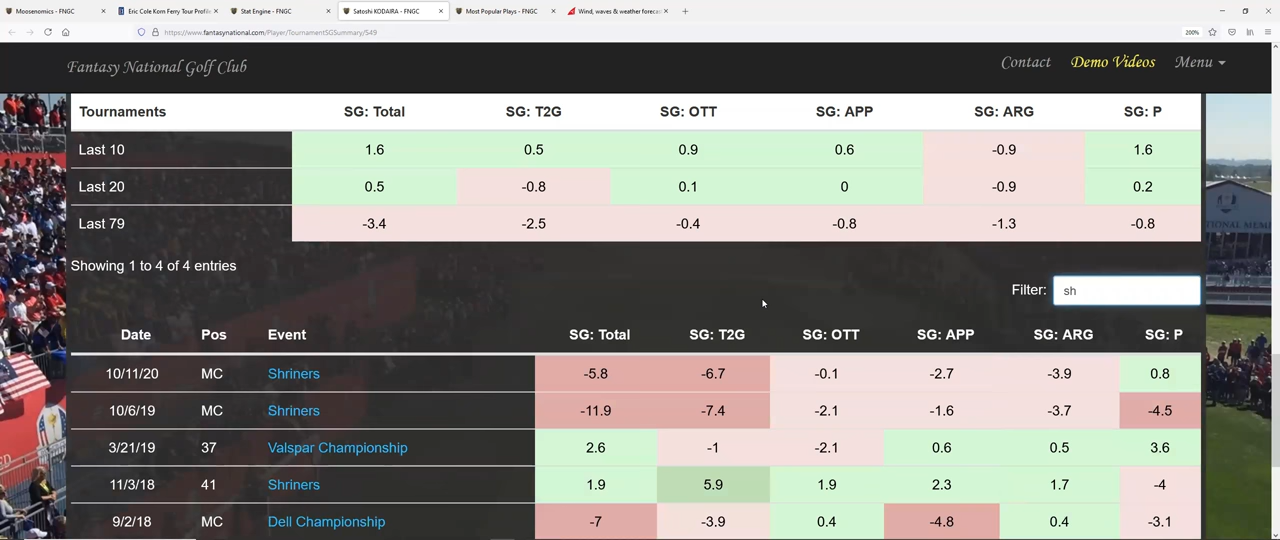 Moosenomics - FNGC Eric Cole Korn Ferry Tour Profile Stat Engine - FNGC Satoshi KODAIRA - FNGC Most Popular Plays - FNGC Wind, waves & weather forecas
https://www.fantasynational.com/Player/TournamentSGSummary/549 200%
Fantasy National Golf Club Contact Demo Videos Menu
Tournaments SG: Total SG: T2G SG: OTT SG: APP SG: ARG SG: P
Last 10 1.6 0.5 0.9 0.6 -0.9 1.6
Last 20 0.5 -0.8 0.1 0 -0.9 0.2
Last 79 -3.4 -2.5 -0.4 -0.8 -1.3 -0.8
Showing 1 to 4 of 4 entries
Filter: sh
Date Pos Event SG: Total SG: T2G SG: OTT SG: APP SG: ARG SG: P
10/11/20 MC Shriners -5.8 -6.7 -0.1 -2.7 -3.9 0.8
10/6/19 MC Shriners -11.9 -7.4 -2.1 -1.6 -3.7 -4.5
3/21/19 37 Valspar Championship 2.6 -1 -2.1 0.6 0.5 3.6
11/3/18 41 Shriners 1.9 5.9 1.9 2.3 1.7 -4
9/2/18 MC Dell Championship -7 -3.9 0.4 -4.8 0.4 -3.1